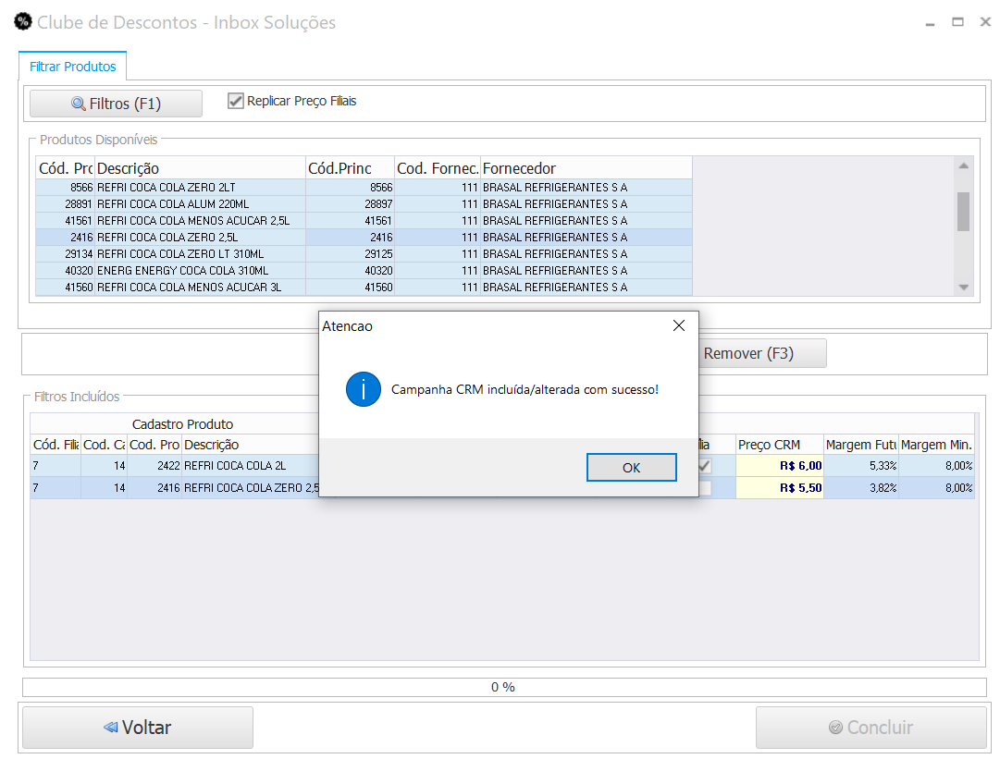 Clube de Descontos - Inbox Soluções
Filtrar Produtos
Filtros (F1)
Replicar Preço Filiais
Produtos Disponíveis
Cód. Prc Descrição Cód.Princ Cod. Fornec. Fornecedor
8566 REFRI COCA COLA ZERO 2LT 8566 111 BRASAL REFRIGERANTES S A
28891 REFRI COCA COLA ALUM 220ML 28897 111 BRASAL REFRIGERANTES S A
41561 REFRI COCA COLA MENOS ACUCAR 2,5L 41561 111 BRASAL REFRIGERANTES S A
2416 REFRI COCA COLA ZERO 2,5L 2416 111 BRASAL REFRIGERANTES S A
29134 REFRI COCA COLA ZERO LT 310ML 29125 111 BRASAL REFRIGERANTES S A
40320 ENERG ENERGY COCA COLA 310ML 40320 111 BRASAL REFRIGERANTES S A
41560 REFRI COCA COLA MENOS ACUCAR 3L 41560 111 BRASAL REFRIGERANTES S A
Atencao
Campanha CRM incluída/alterada com sucesso!
OK
Remover (F3)
Filtros Incluídos
Cadastro Produto
Cód. Filia Cod. Ca Cod. Pro Descrição lia Preço CRM Margem Futu Margem Min.
7 14 2422 REFRI COCA COLA 2L R$ 6,00 5,33% 8,00%
7 14 2416 REFRI COCA COLA ZERO 2,5 R$ 5,50 3,82% 8,00%
0 %
Voltar
Concluir